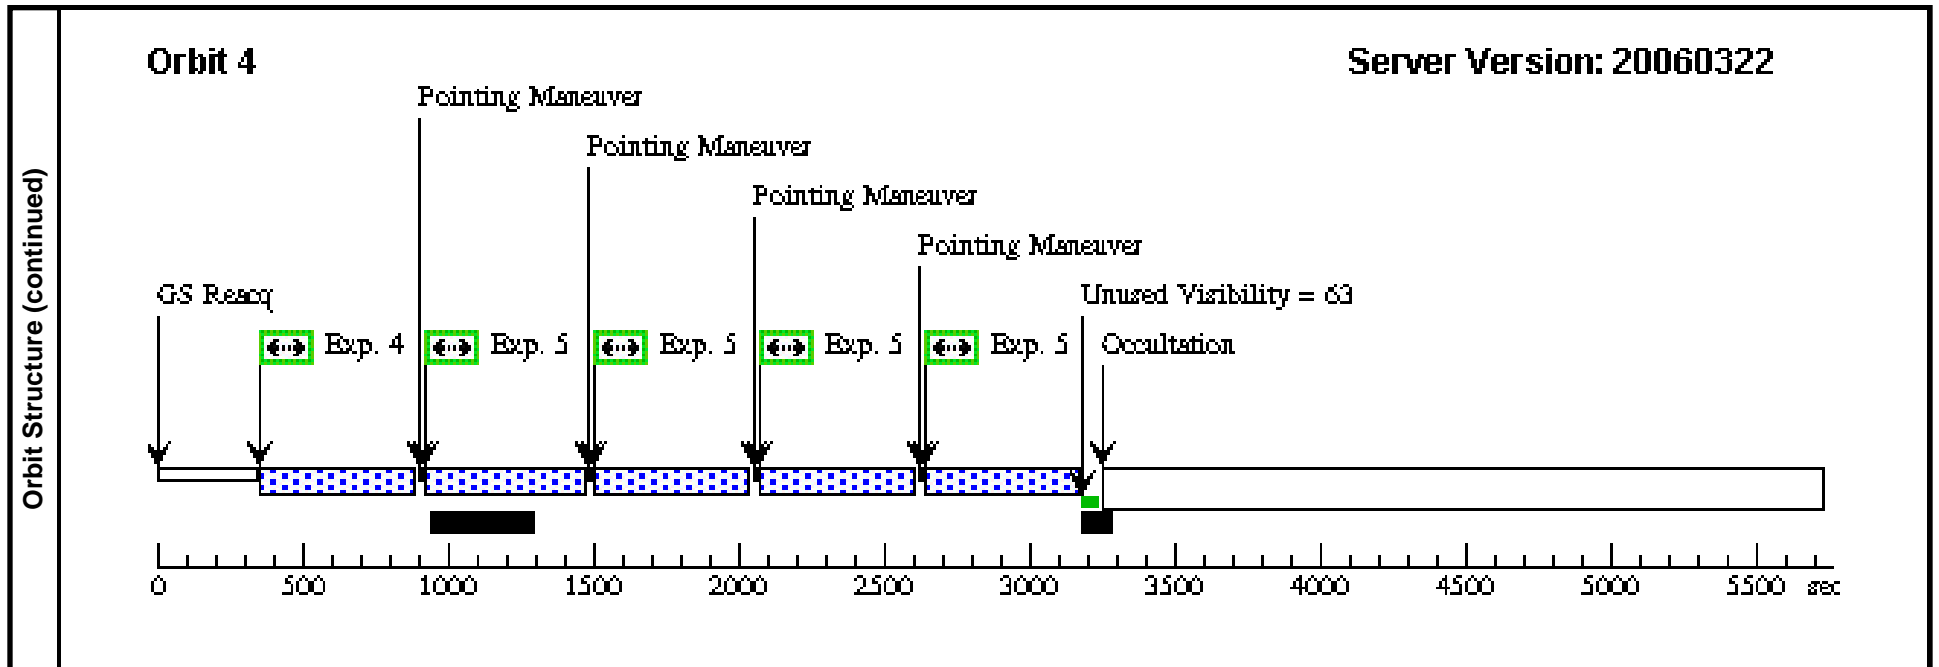 Orbit Structure (continued)
Orbit 4
Server Version: 20060322
Pointing Maneuver
Pointing Maneuver
Pointing Maneuver
Pointing Maneuver
GS Reacq
Unused Visibility = 63
Exp. 4
Exp. 5
Exp. 5
Exp. 5
Exp. 5
Occultation
0 500 1000 1500 2000 2500 3000 3500 4000 4500 5000 5500 sec